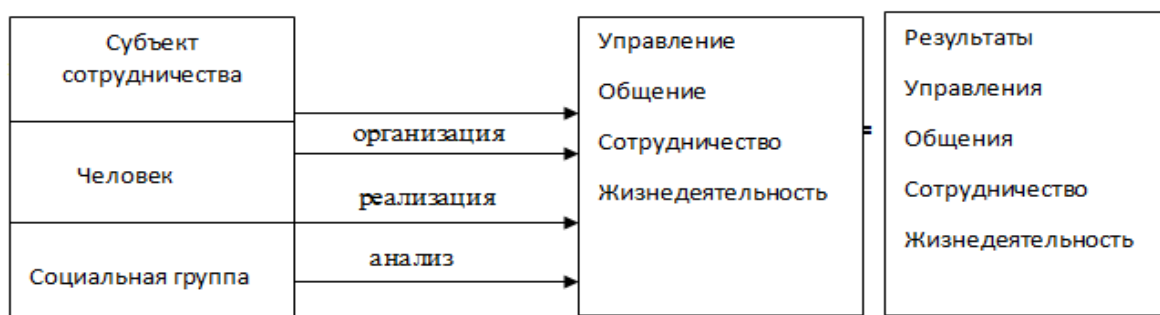 Субъект
сотрудничества
Человек
Социальная группа
организация
реализация
анализ
Управление
Общение
Сотрудничество
Жизнедеятельность
=
Результаты
Управления
Общения
Сотрудничество
Жизнедеятельность